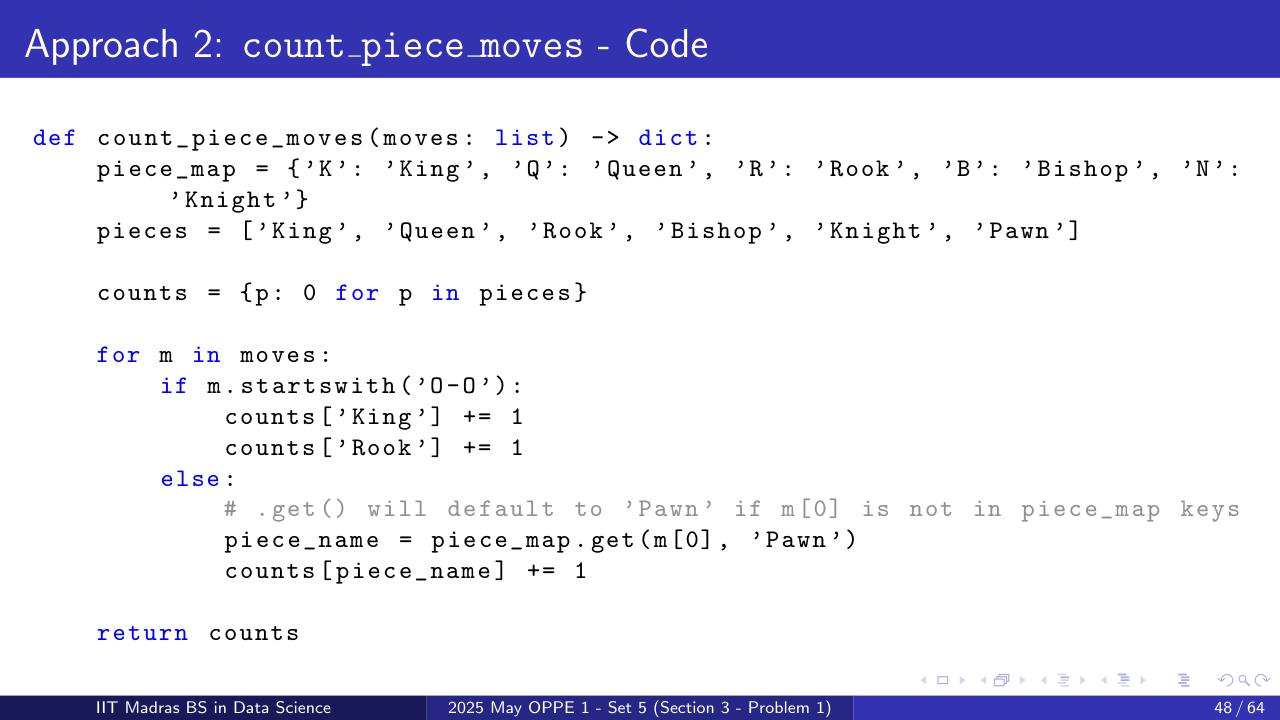 Approach 2: count_piece_moves - Code
def count_piece_moves(moves: list) -> dict:
    piece_map = {'K': 'King', 'Q': 'Queen', 'R': 'Rook', 'B': 'Bishop', 'N':
        'Knight'}
    pieces = ['King', 'Queen', 'Rook', 'Bishop', 'Knight', 'Pawn']
    counts = {p: 0 for p in pieces}
    for m in moves:
        if m.startswith('O-O'):
            counts['King'] += 1
            counts['Rook'] += 1
        else:
            # .get() will default to 'Pawn' if m[0] is not in piece_map keys
            piece_name = piece_map.get(m[0], 'Pawn')
            counts[piece_name] += 1
    return counts
IIT Madras BS in Data Science
2025 May OPPE 1 - Set 5 (Section 3 - Problem 1)
48 / 64